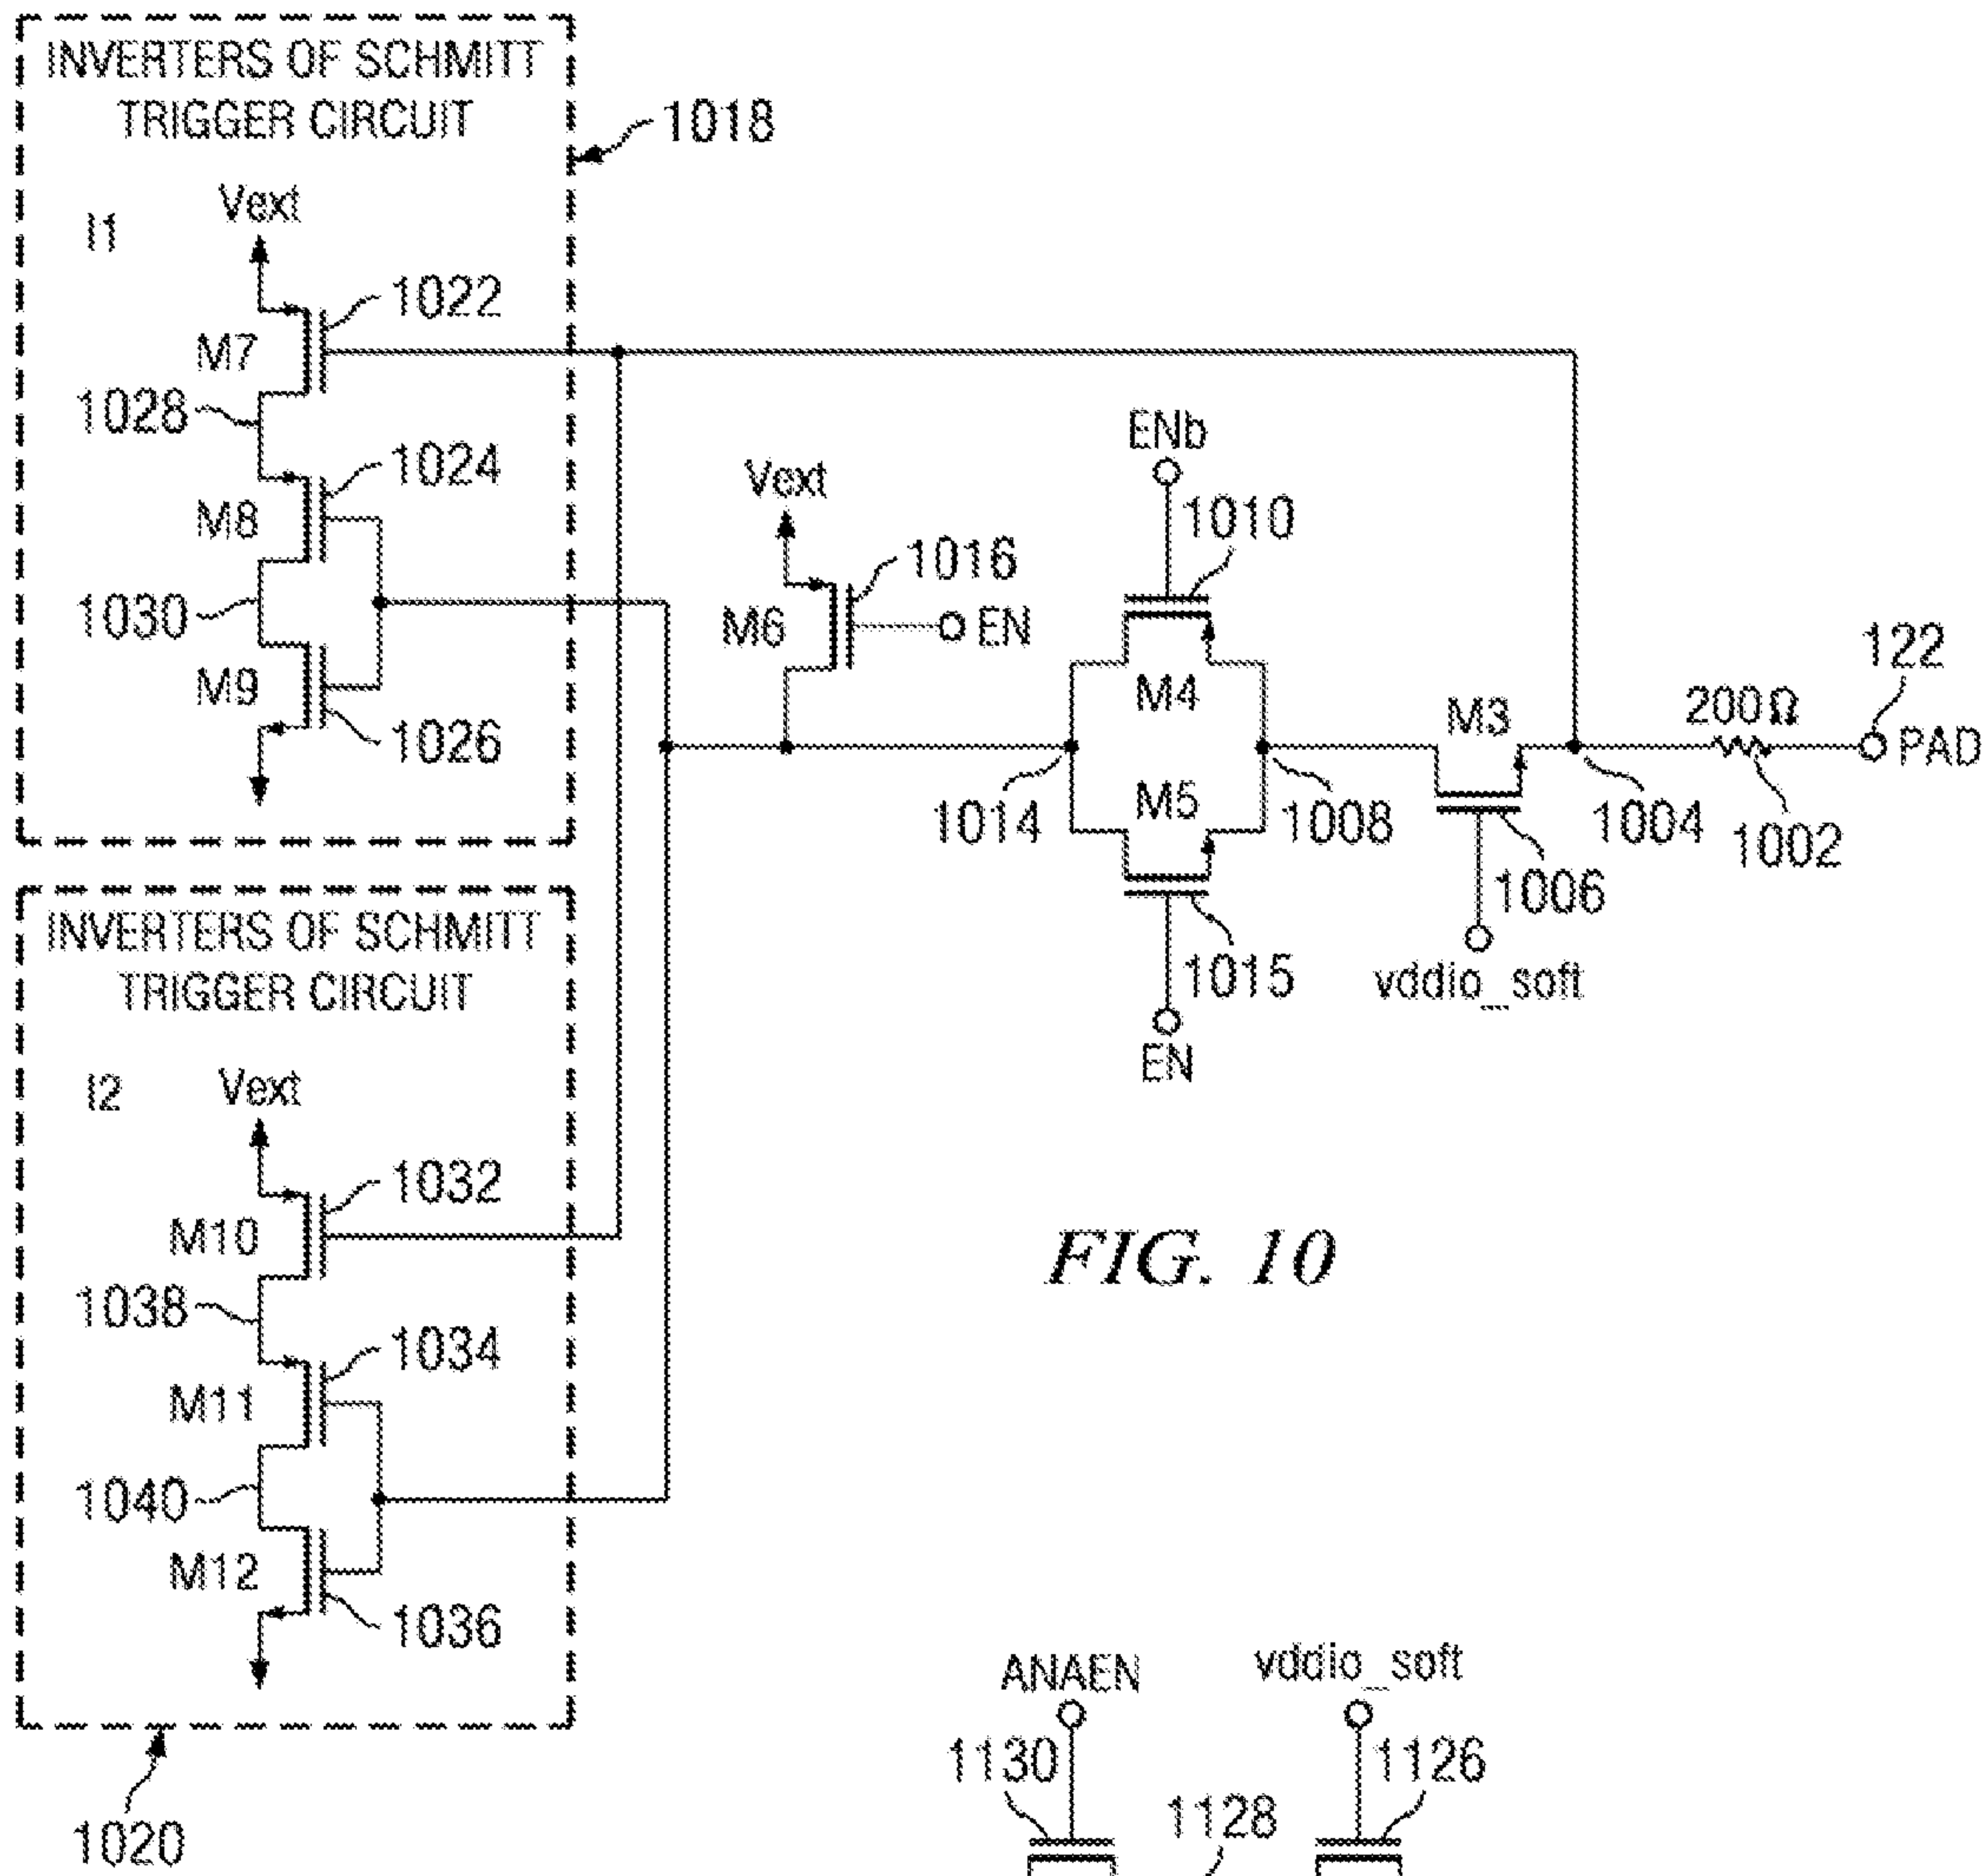 INVERTERS OF SCHMITT
TRIGGER CIRCUIT
1018
I1
Vext
1022
M7
1028
1024
M8
1030
M9
1026
Vext
1016
M6
EN
ENb
1010
M4
M5
1014
1008
1015
EN
M3
1006
vddio_soft
1004
200Ω
1002
122
PAD
INVERTERS OF SCHMITT
TRIGGER CIRCUIT
I2
Vext
1032
M10
1038
1034
M11
1040
M12
1036
1020
FIG. 10
ANAEN
vddio_soft
1130
1126
1128